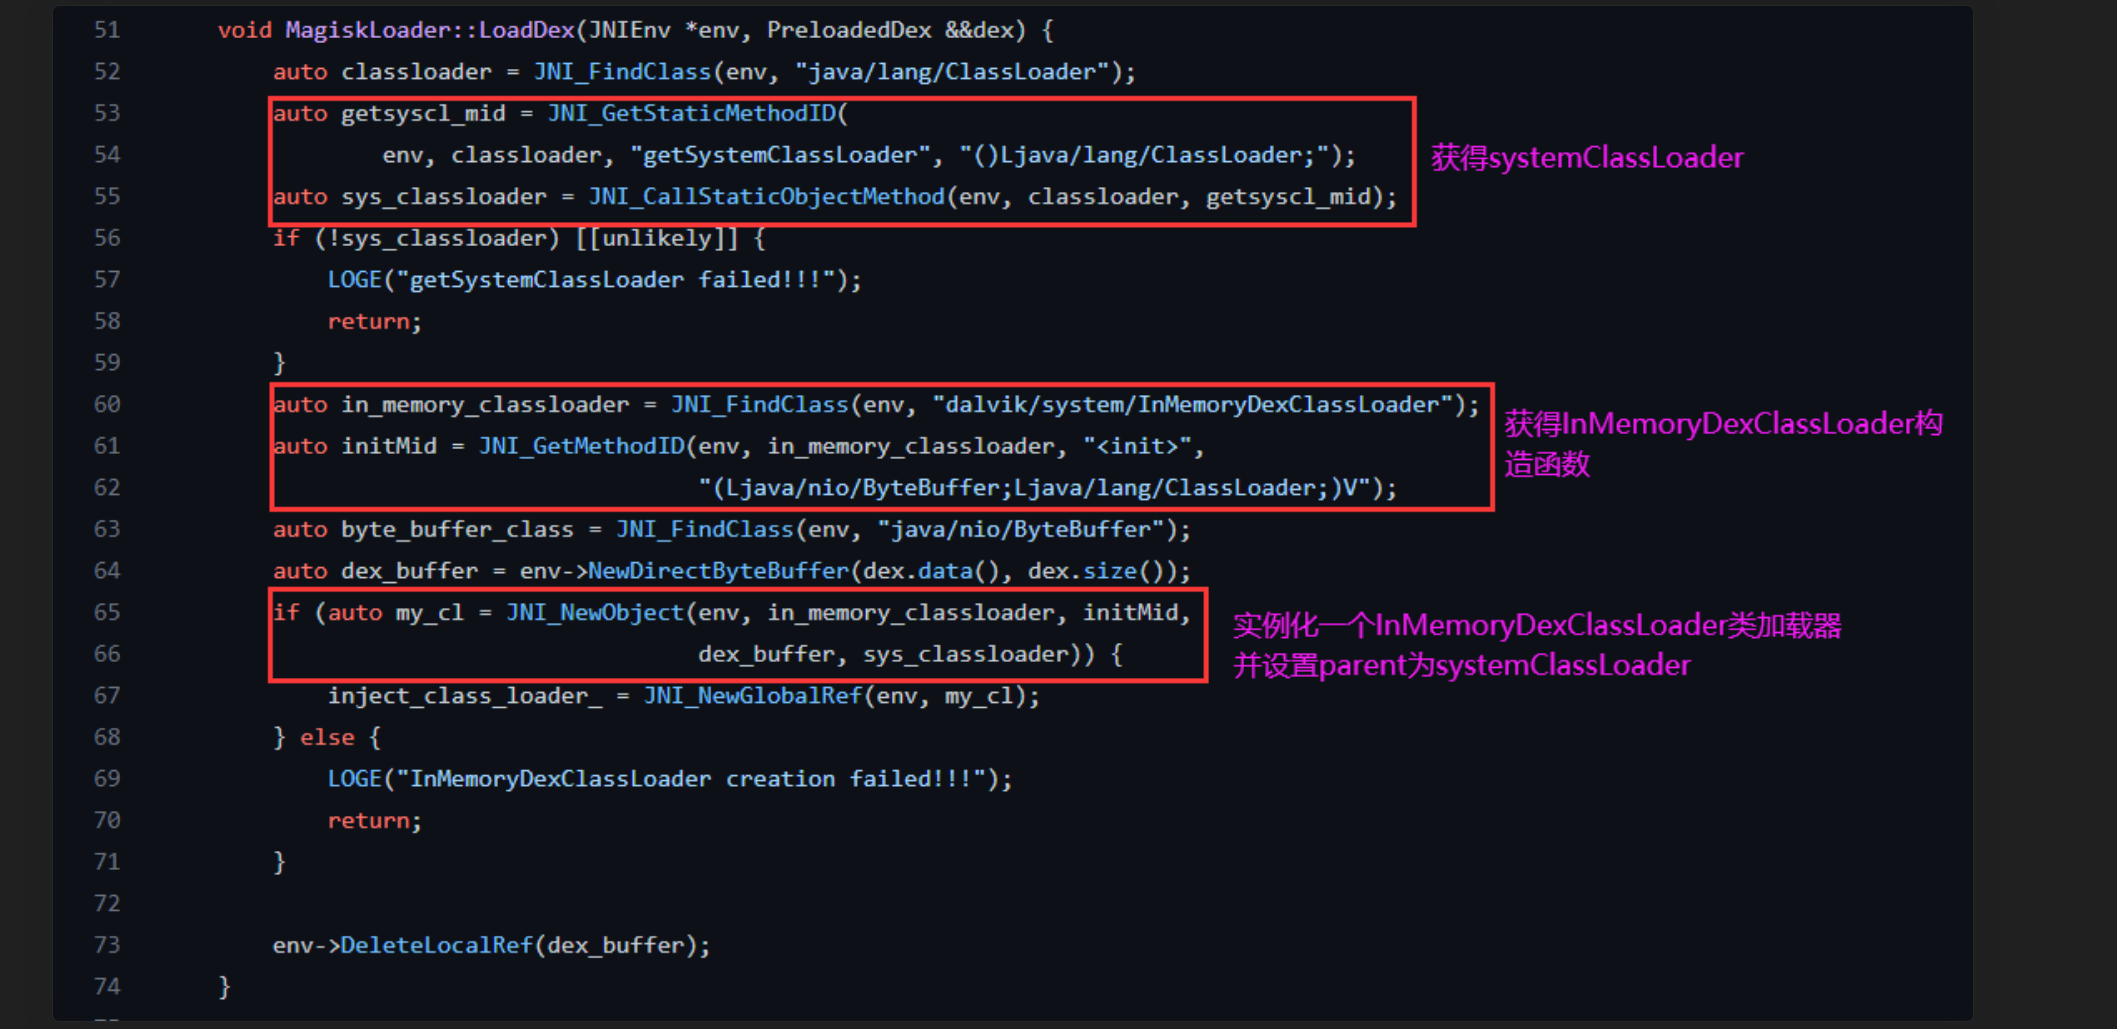 51 void MagiskLoader::LoadDex(JNIEnv *env, PreloadedDex &&dex) {
52 auto classloader = JNI_FindClass(env, "java/lang/ClassLoader");
53 auto getsyscl_mid = JNI_GetStaticMethodID(
54 env, classloader, "getSystemClassLoader", "()Ljava/lang/ClassLoader;");
获得systemClassLoader
55 auto sys_classloader = JNI_CallStaticObjectMethod(env, classloader, getsyscl_mid);
56 if (!sys_classloader) [[unlikely]] {
57 LOGE("getSystemClassLoader failed!!!");
58 return;
59 }
60 auto in_memory_classloader = JNI_FindClass(env, "dalvik/system/InMemoryDexClassLoader");
61 auto initMid = JNI_GetMethodID(env, in_memory_classloader, "<init>",
62 "(Ljava/nio/ByteBuffer;Ljava/lang/ClassLoader;)V");
获得InMemoryDexClassLoader构
造函数
63 auto byte_buffer_class = JNI_FindClass(env, "java/nio/ByteBuffer");
64 auto dex_buffer = env->NewDirectByteBuffer(dex.data(), dex.size());
65 if (auto my_cl = JNI_NewObject(env, in_memory_classloader, initMid,
66 dex_buffer, sys_classloader)) {
实例化一个InMemoryDexClassLoader类加载器
并设置parent为systemClassLoader
67 inject_class_loader_ = JNI_NewGlobalRef(env, my_cl);
68 } else {
69 LOGE("InMemoryDexClassLoader creation failed!!!");
70 return;
71 }
72
73 env->DeleteLocalRef(dex_buffer);
74 }